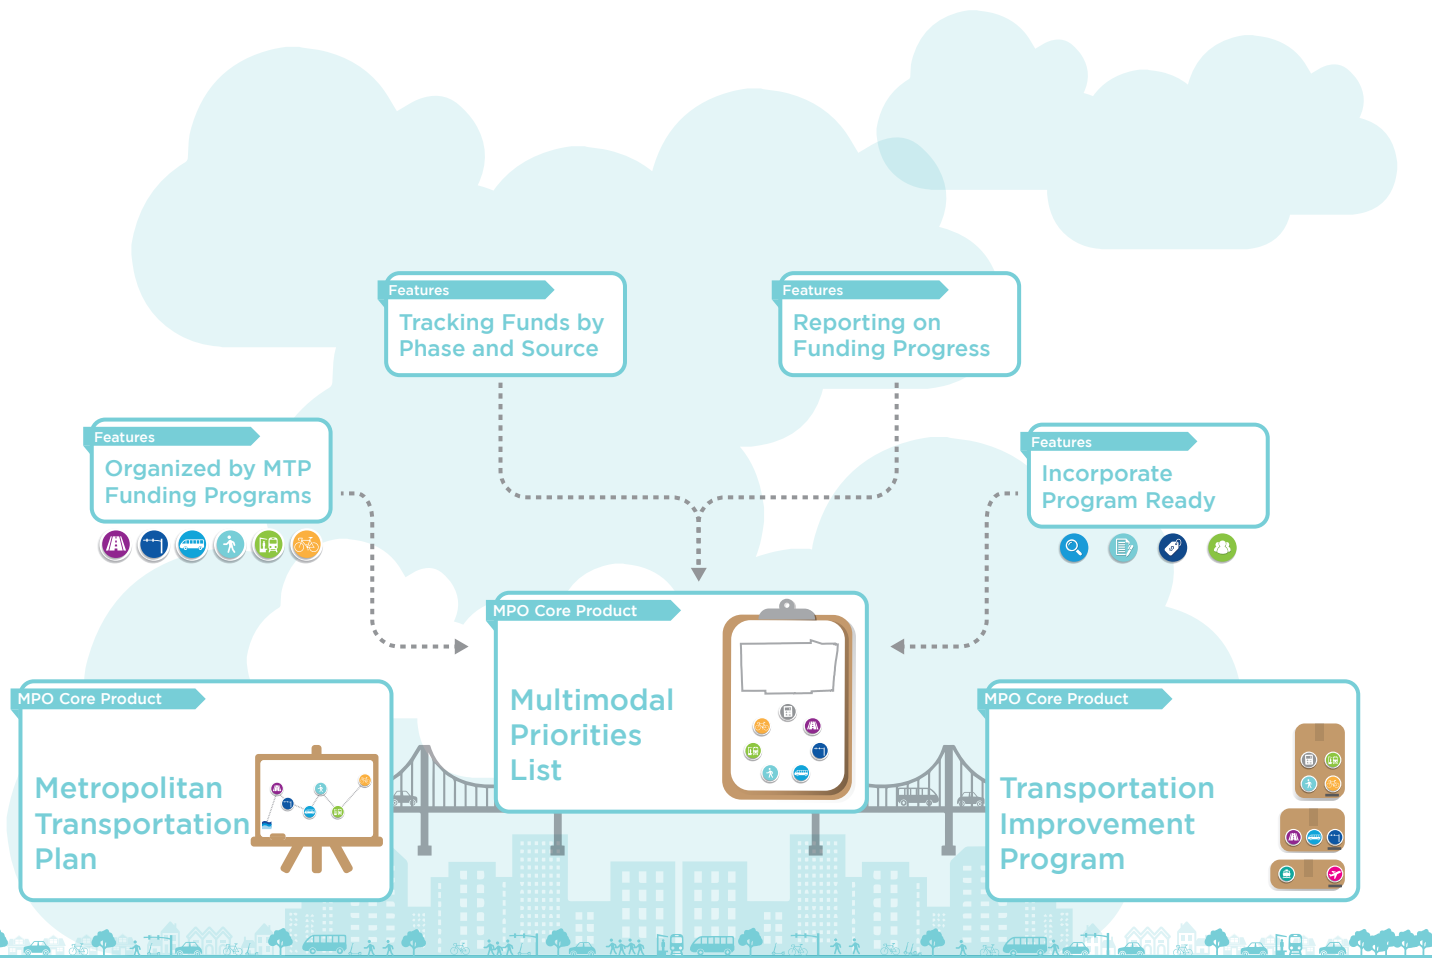 Features
Tracking Funds by
Phase and Source
Features
Reporting on
Funding Progress
Features
Organized by MTP
Funding Programs
Features
Incorporate
Program Ready
MPO Core Product
Multimodal
Priorities
List
MPO Core Product
Metropolitan
Transportation
Plan
MPO Core Product
Transportation
Improvement
Program